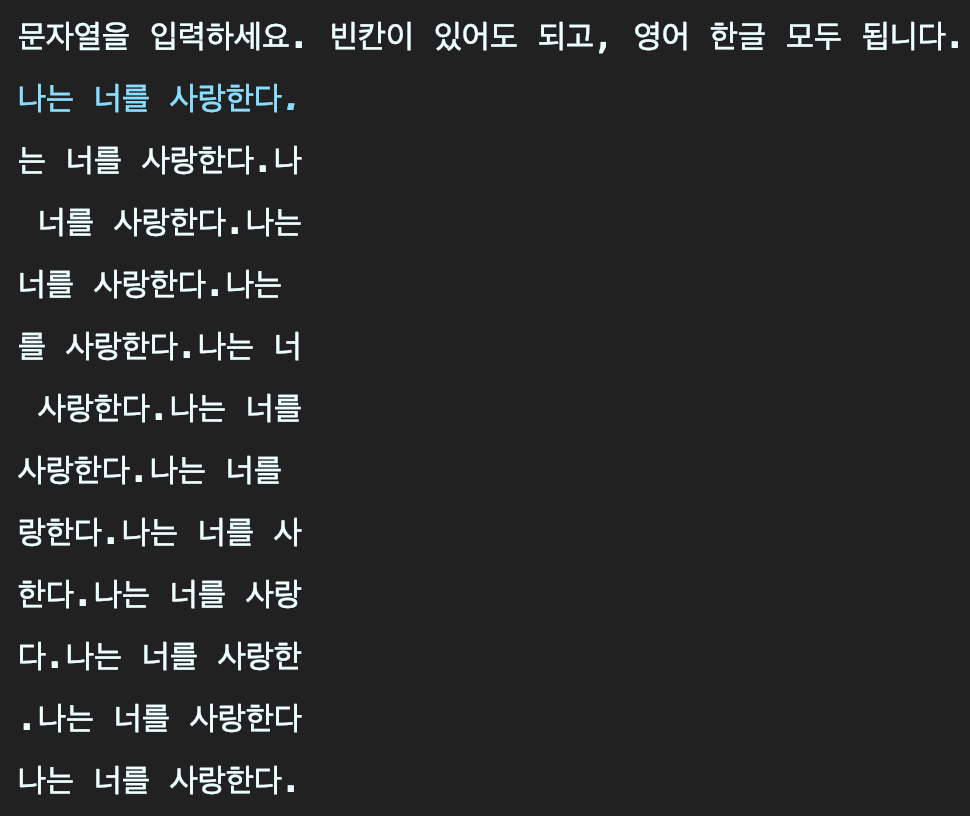 문자열을 입력하세요. 빈칸이 있어도 되고, 영어 한글 모두 됩니다.
나는 너를 사랑한다.
는 너를 사랑한다.나
 너를 사랑한다.나는
너를 사랑한다.나는
를 사랑한다.나는 너
 사랑한다.나는 너를
사랑한다.나는 너를
랑한다.나는 너를 사
한다.나는 너를 사랑
다.나는 너를 사랑한
.나는 너를 사랑한다
나는 너를 사랑한다.